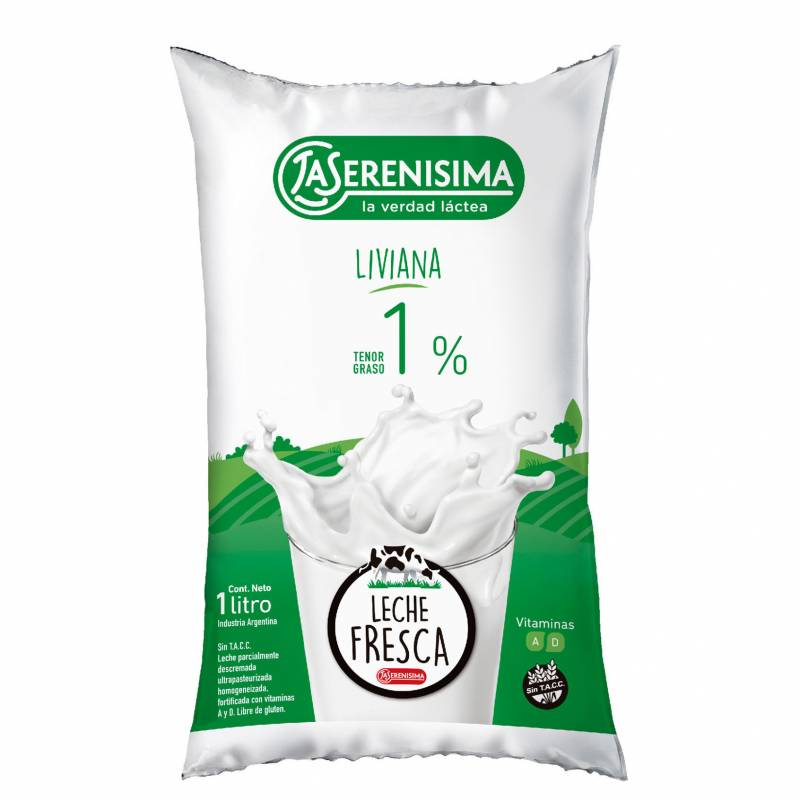 LASERENISIMA
la verdad láctea
LIVIANA
TENOR
GRASO
1 %
Cont. Neto
1 litro
Industria Argentina
Sin T.A.C.C.
Leche parcialmente
descremada
ultrapasteurizada
homogeneizada,
fortificada con vitaminas
A y D. Libre de gluten.
LECHE
FRESCA
LASERENISIMA
Vitaminas
A D
Sin T.A.C.C.